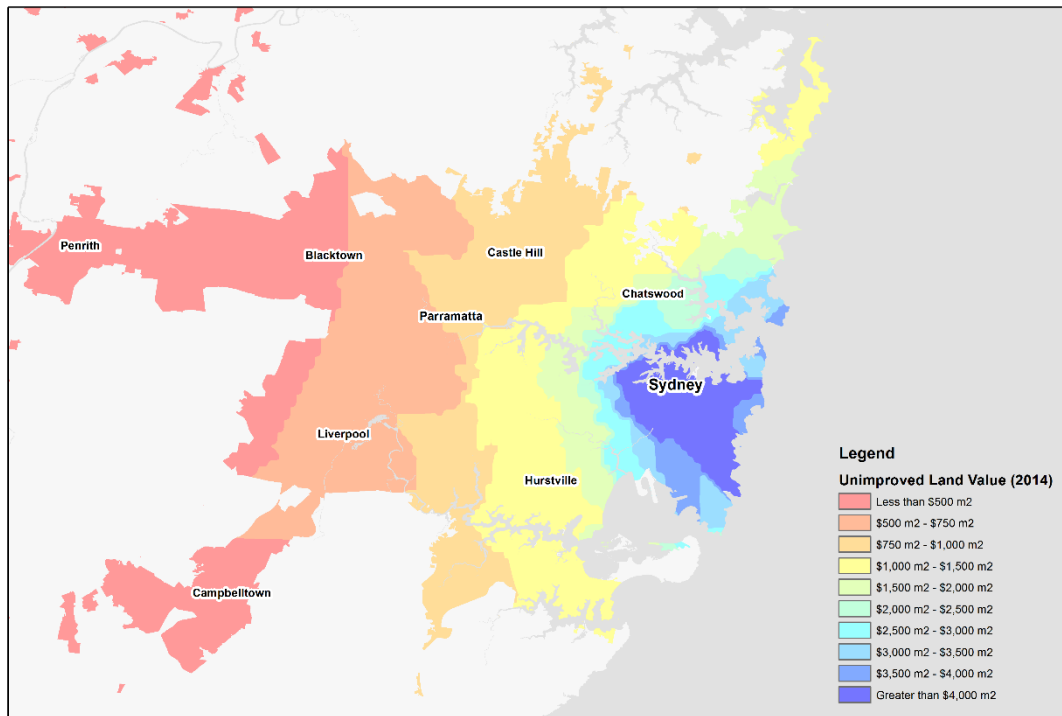 Penrith
Blacktown
Castle Hill
Chatswood
Parramatta
Sydney
Liverpool
Hurstville
Campbelltown
Legend
Unimproved Land Value (2014)
Less than $500 m2
$500 m2 - $750 m2
$750 m2 - $1,000 m2
$1,000 m2 - $1,500 m2
$1,500 m2 - $2,000 m2
$2,000 m2 - $2,500 m2
$2,500 m2 - $3,000 m2
$3,000 m2 - $3,500 m2
$3,500 m2 - $4,000 m2
Greater than $4,000 m2